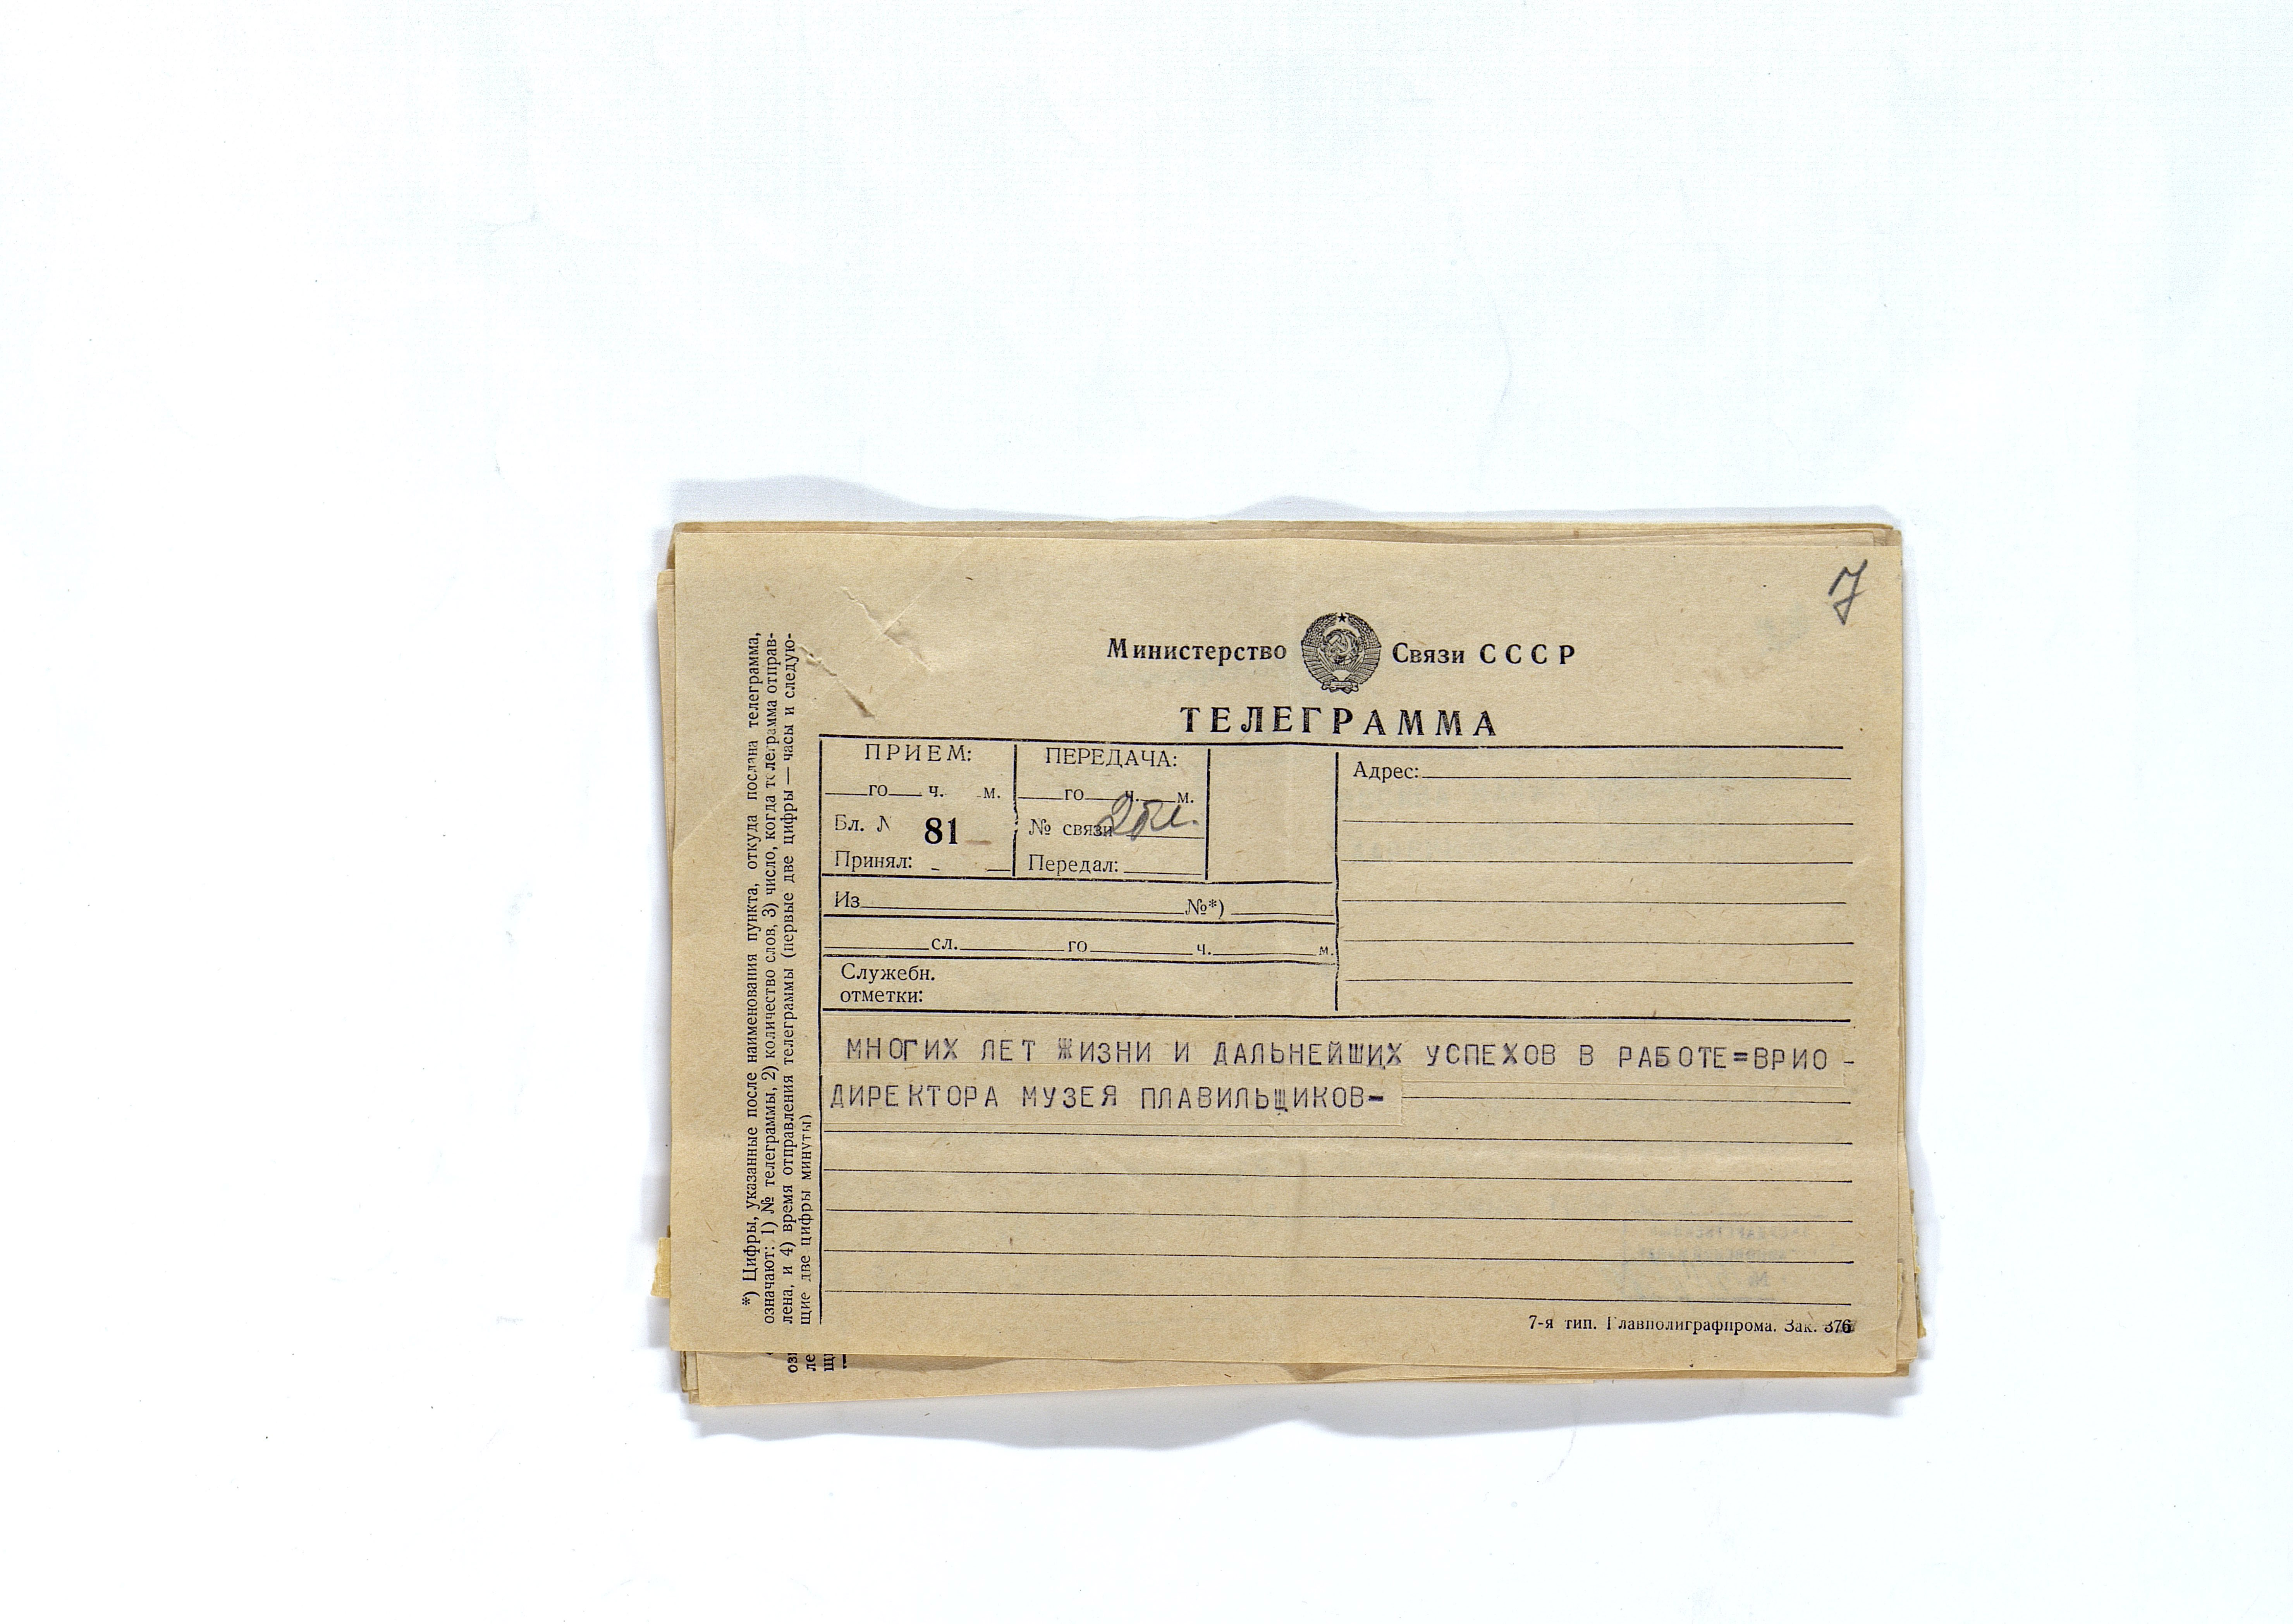 7
Министерство Связи СССР
ТЕЛЕГРАММА
ПРИЕМ:
го ч. м.
Бл. № 81
Принял:
ПЕРЕДАЧА:
го ч. м.
№ связи
Передал:
Адрес:
Из №*)
сл. го ч. м.
Служебн.
отметки:
МНОГИХ ЛЕТ ЖИЗНИ И ДАЛЬНЕЙШИХ УСПЕХОВ В РАБОТЕ=ВРИО -
ДИРЕКТОРА МУЗЕЯ ПЛАВИЛЬЩИКОВ-
7-я тип. Главполиграфпрома. Зак. 376
*) Цифры, указанные после наименования пункта, откуда послана телеграмма,
означают: 1) № телеграммы, 2) количество слов, 3) число, когда телеграмма отправ-
лена, и 4) время отправления телеграммы (первые две цифры — часы и следую-
щие две цифры минуты)